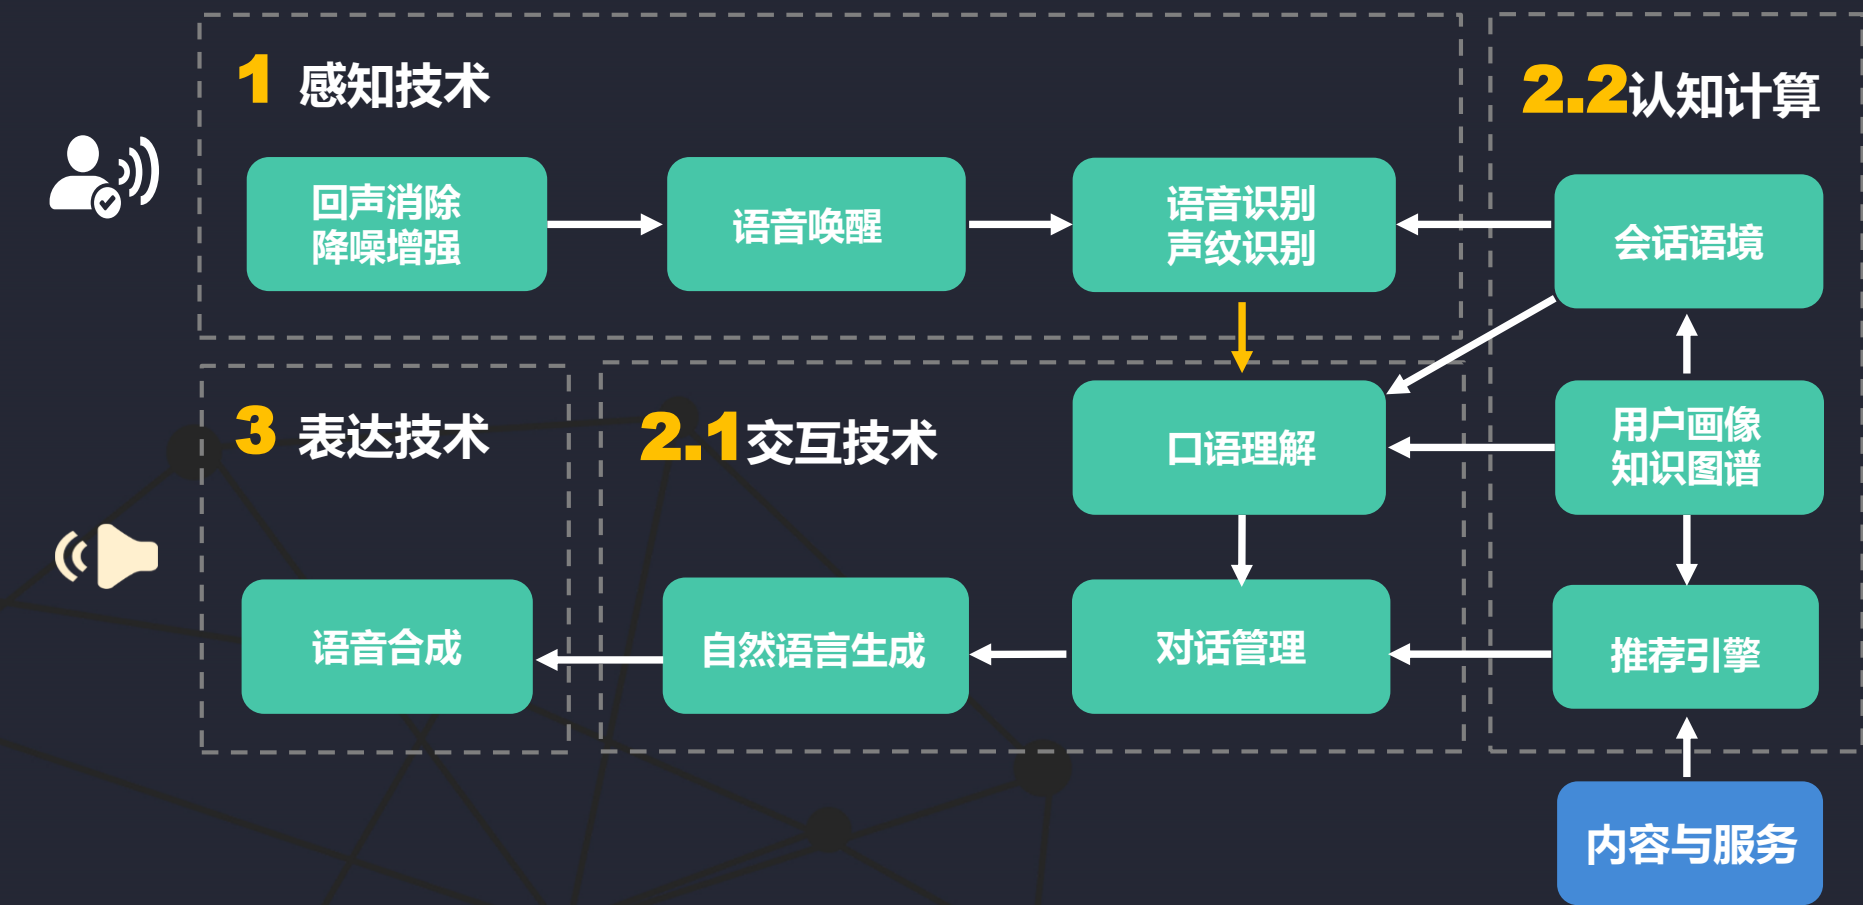 1 感知技术
回声消除
降噪增强
语音唤醒
语音识别
声纹识别
2.2认知计算
会话语境
用户画像
知识图谱
推荐引擎
内容与服务
2.1交互技术
口语理解
对话管理
自然语言生成
3 表达技术
语音合成